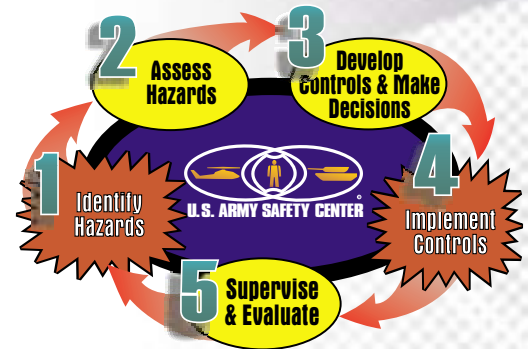 1
Identify
Hazards
2
Assess
Hazards
3
Develop
Controls & Make
Decisions
4
Implement
Controls
5
Supervise
& Evaluate
U. S. ARMY SAFETY CENTER